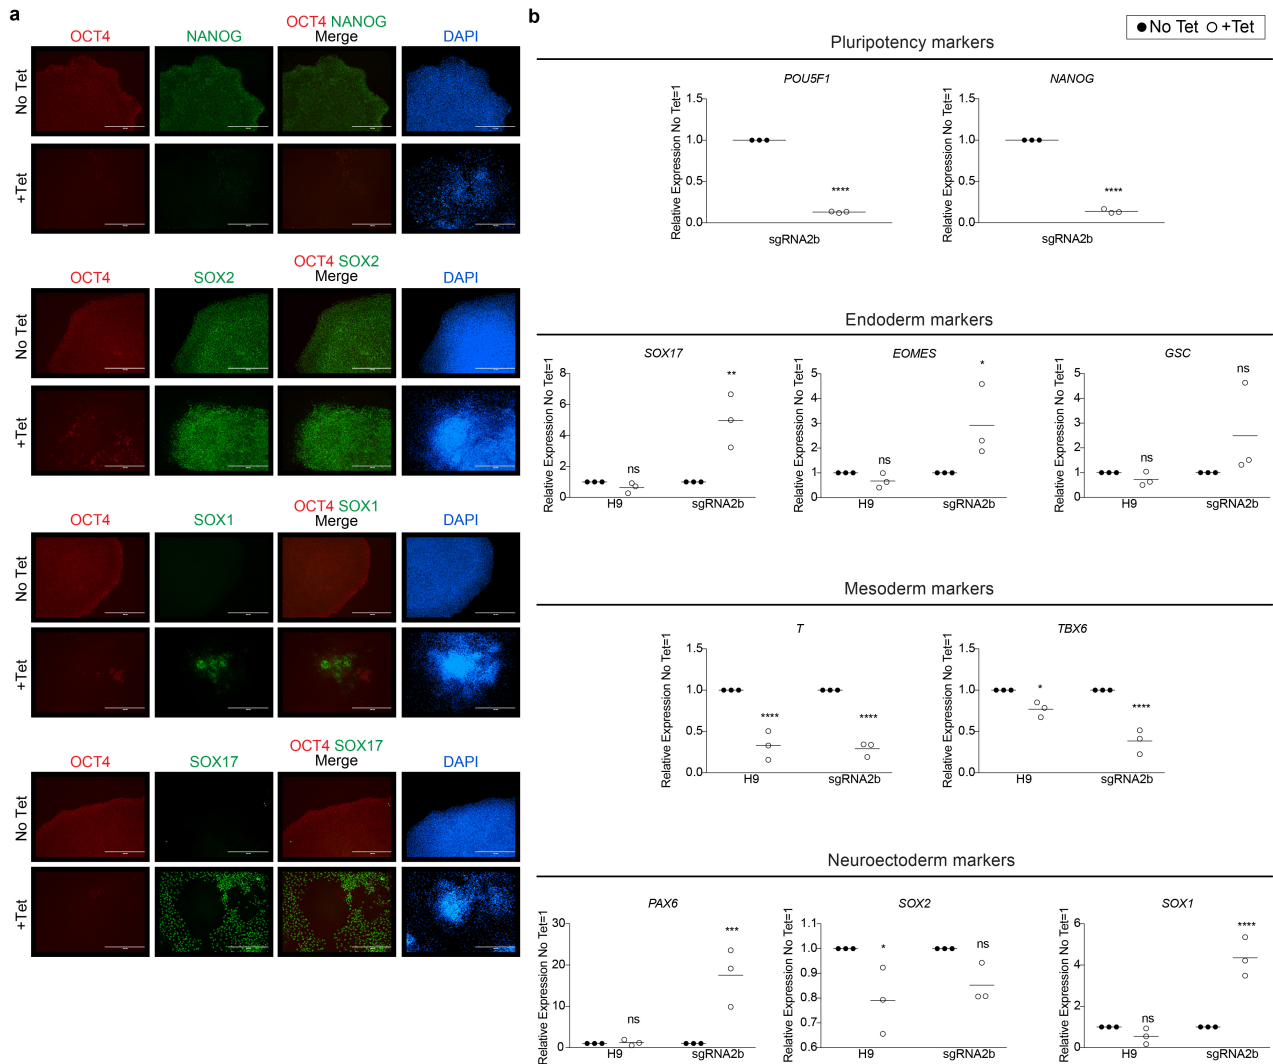 a
OCT4 NANOG OCT4 NANOG Merge DAPI
No Tet
+Tet
OCT4 SOX2 OCT4 SOX2 Merge DAPI
No Tet
+Tet
OCT4 SOX1 OCT4 SOX1 Merge DAPI
No Tet
+Tet
OCT4 SOX17 OCT4 SOX17 Merge DAPI
No Tet
+Tet
b
No Tet +Tet
Pluripotency markers
POU5F1
Relative Expression No Tet=1
1.5
1.0
0.5
0.0
****
sgRNA2b
NANOG
Relative Expression No Tet=1
1.5
1.0
0.5
0.0
****
sgRNA2b
Endoderm markers
SOX17
Relative Expression No Tet=1
8
6
4
2
0
ns
**
H9 sgRNA2b
EOMES
Relative Expression No Tet=1
5
4
3
2
1
0
ns
*
H9 sgRNA2b
GSC
Relative Expression No Tet=1
5
4
3
2
1
0
ns
ns
H9 sgRNA2b
Mesoderm markers
T
Relative Expression No Tet=1
1.5
1.0
0.5
0.0
****
****
H9 sgRNA2b
TBX6
Relative Expression No Tet=1
1.5
1.0
0.5
0.0
*
****
H9 sgRNA2b
Neuroectoderm markers
PAX6
Relative Expression No Tet=1
30
20
10
0
ns
***
H9 sgRNA2b
SOX2
Relative Expression No Tet=1
1.1
1.0
0.9
0.8
0.7
0.6
*
ns
H9 sgRNA2b
SOX1
Relative Expression No Tet=1
6
4
2
0
ns
****
H9 sgRNA2b